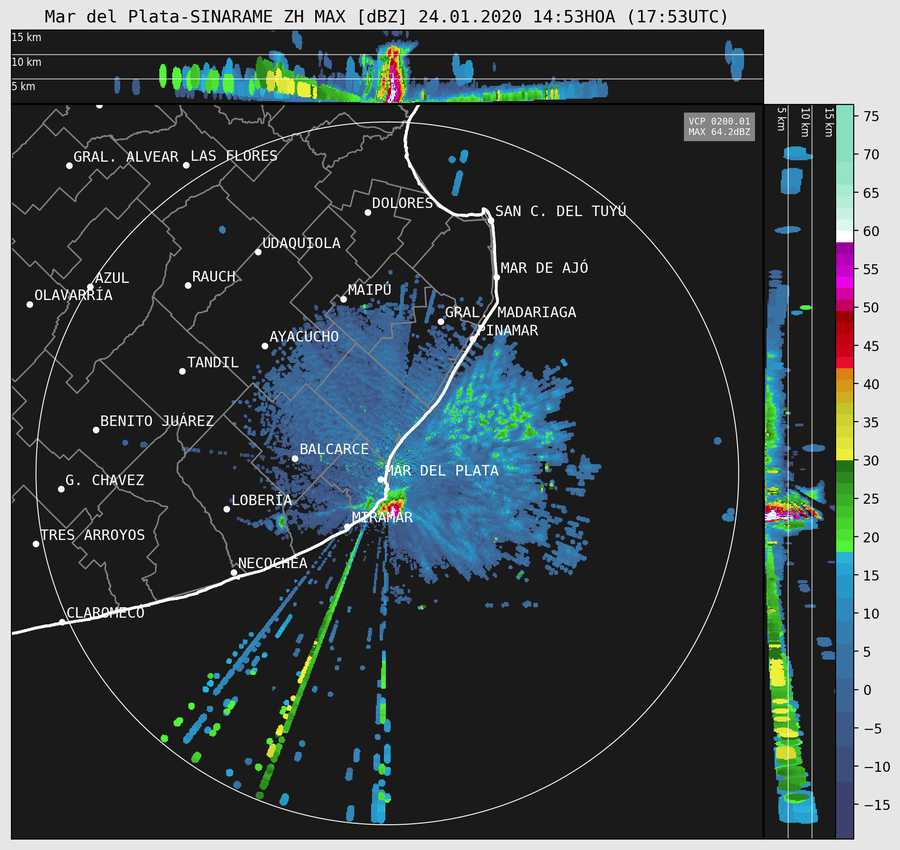 Mar del Plata-SINARAME ZH MAX [dBZ] 24.01.2020 14:53HOA (17:53UTC)
15 km
10 km
5 km
5 km
10 km
15 km
VCP 0200.01
MAX 64.2dBZ
GRAL. ALVEAR
LAS FLORES
DOLORES
SAN C. DEL TUYÚ
UDAQUIOLA
MAR DE AJÓ
AZUL
RAUCH
OLAVARRÍA
MAIPÚ
GRAL. MADARIAGA
PINAMAR
AYACUCHO
TANDIL
BENITO JUÁREZ
BALCARCE
MAR DEL PLATA
G. CHAVEZ
LOBERÍA
MIRAMAR
TRES ARROYOS
NECOCHEA
CLAROMECÓ
75
70
65
60
55
50
45
40
35
30
25
20
15
10
5
0
−5
−10
−15